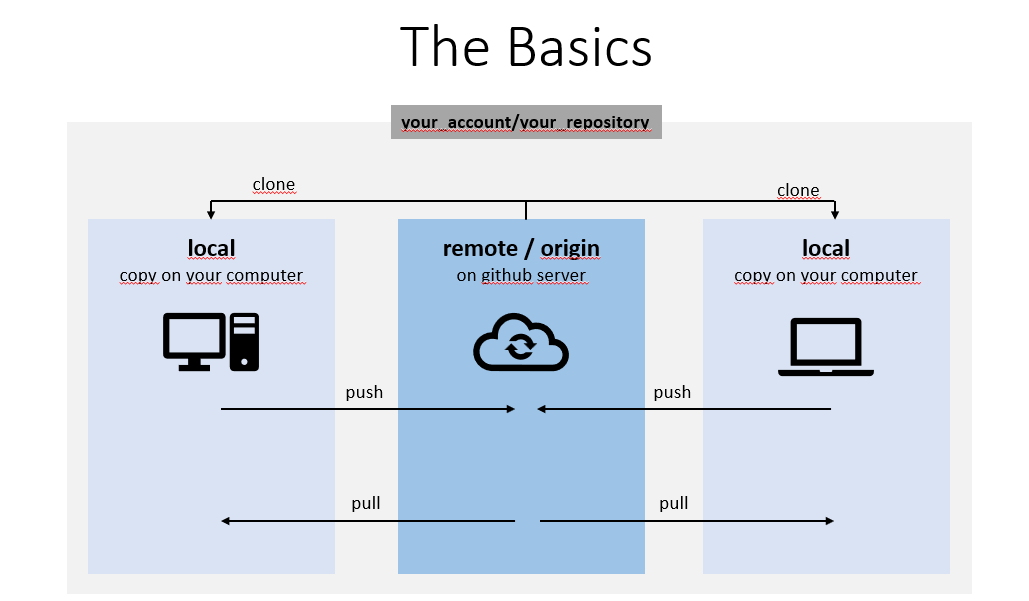 The Basics
your_account/your_repository
clone
clone
local
copy on your computer
remote / origin
on github server
local
copy on your computer
push
push
pull
pull